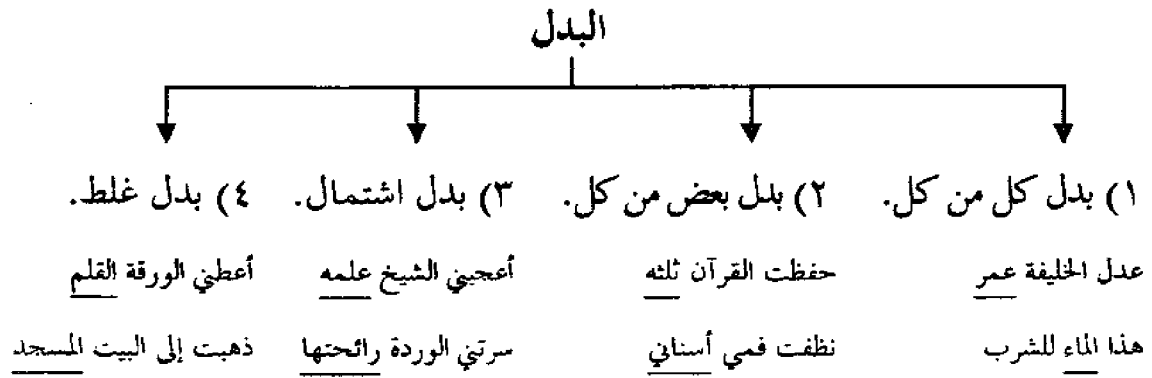 البدل
١) بدل كل من كل. ٢) بدل بعض من كل. ٣) بدل اشتمال. ٤) بدل غلط.
عدل الخليفة عمر حفظت القرآن ثلثه أعجبني الشيخ علمه أعطني الورقة القلم
هذا الماء للشرب نظفت فمي أسناني سرتني الوردة رائحتها ذهبت إلى البيت المسجد